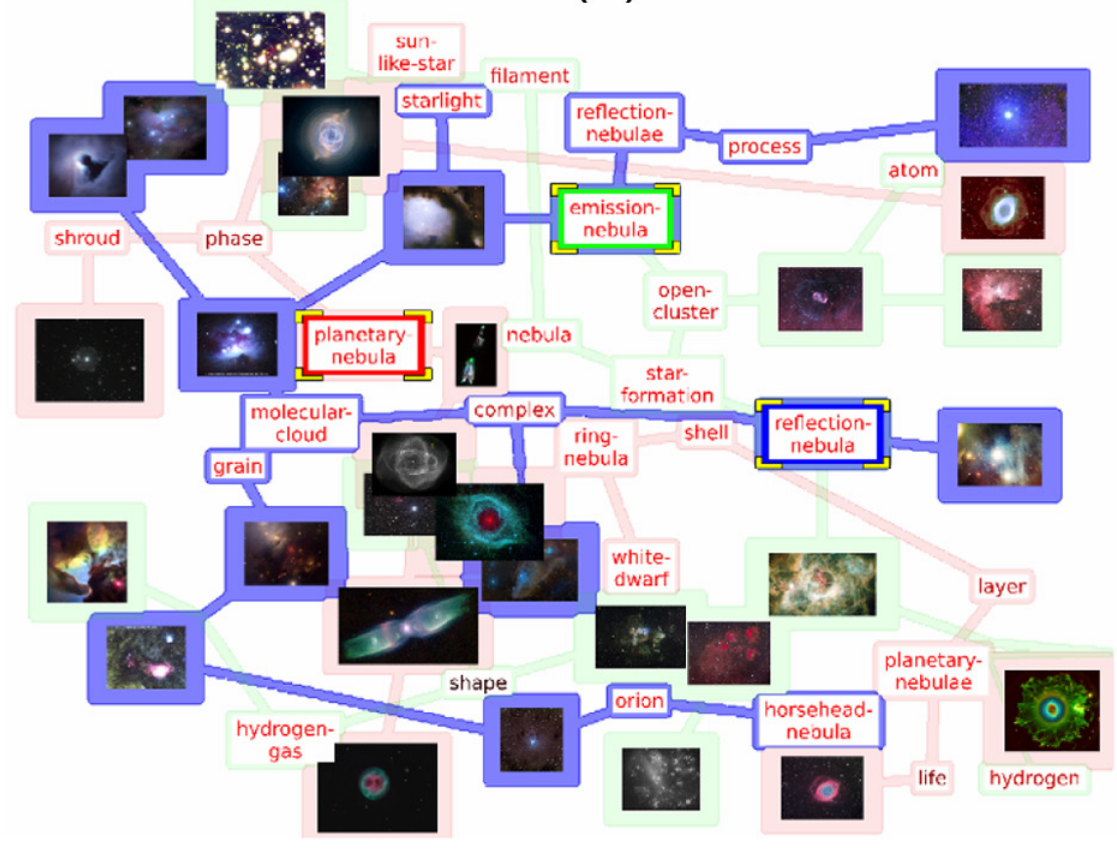 sun-
like-star
filament
starlight
reflection-
nebulae
process
atom
emission-
nebula
shroud
phase
open-
cluster
planetary-
nebula
nebula
star-
formation
molecular-
cloud
complex
reflection-
nebula
ring-
nebula
shell
grain
white-
dwarf
layer
planetary-
nebulae
shape
orion
horsehead-
nebula
hydrogen-
gas
life
hydrogen